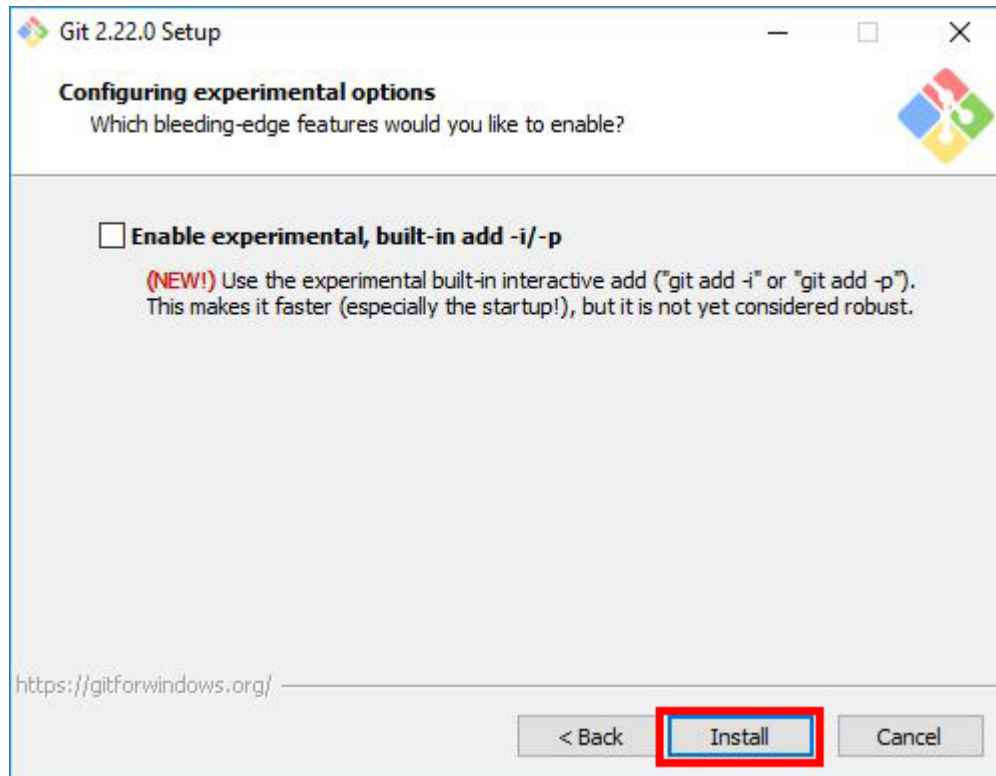 Git 2.22.0 Setup
Configuring experimental options
Which bleeding-edge features would you like to enable?
Enable experimental, built-in add -i/-p
(NEW!) Use the experimental built-in interactive add ("git add -i" or "git add -p").
This makes it faster (especially the startup!), but it is not yet considered robust.
https://gitforwindows.org/
< Back Install Cancel